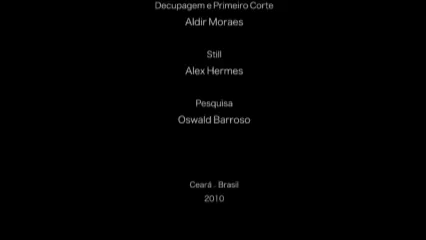 Decupagem e Primeiro Corte
Aldir Moraes
Still
Alex Hermes
Pesquisa
Oswald Barroso
Ceará - Brasil
2010